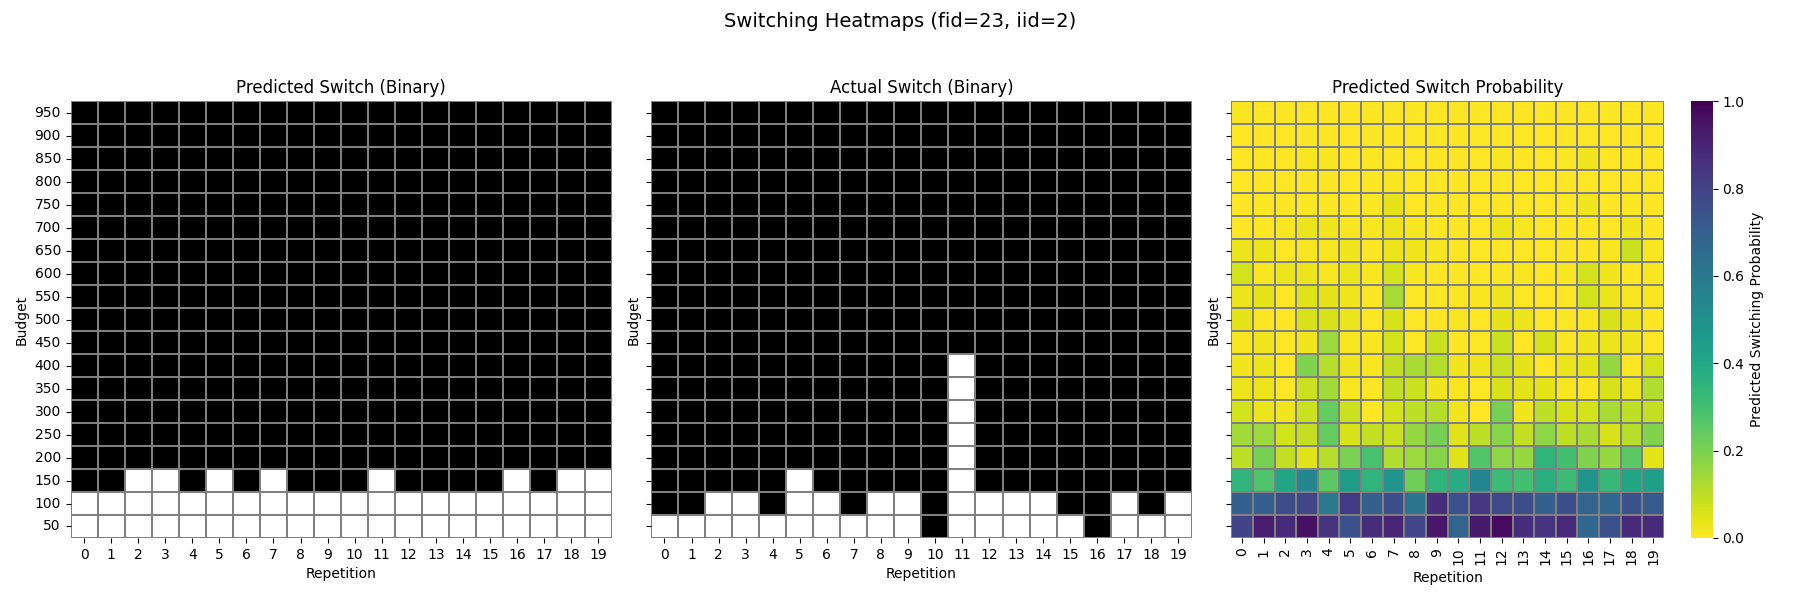 Switching Heatmaps (fid=23, iid=2)
Predicted Switch (Binary)
950
900
850
800
750
700
650
600
550
500
450
400
350
300
250
200
150
100
50
Budget
0 1 2 3 4 5 6 7 8 9 10 11 12 13 14 15 16 17 18 19
Repetition
Actual Switch (Binary)
Budget
0 1 2 3 4 5 6 7 8 9 10 11 12 13 14 15 16 17 18 19
Repetition
Predicted Switch Probability
Budget
0 1 2 3 4 5 6 7 8 9 10 11 12 13 14 15 16 17 18 19
Repetition
1.0
0.8
0.6
0.4
0.2
0.0
Predicted Switching Probability